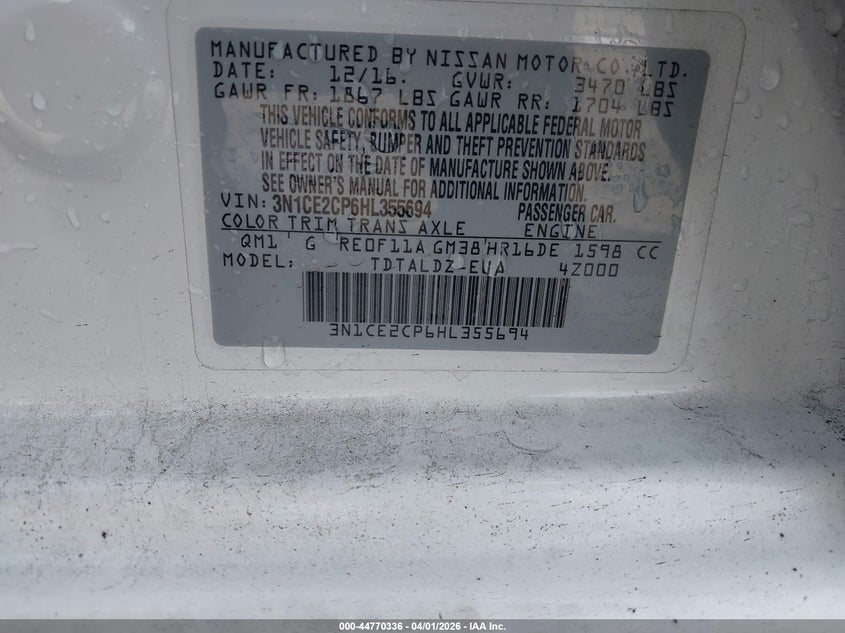 MANUFACTURED BY NISSAN MOTOR CO. LTD.
DATE: 12/16. GVWR: 3470 LBS
GAWR FR: 1867 LBS GAWR RR: 1704 LBS
THIS VEHICLE CONFORMS TO ALL APPLICABLE FEDERAL MOTOR
VEHICLE SAFETY, BUMPER AND THEFT PREVENTION STANDARDS
IN EFFECT ON THE DATE OF MANUFACTURE SHOWN ABOVE.
SEE OWNER'S MANUAL FOR ADDITIONAL INFORMATION.
VIN: 3N1CE2CP6HL355694 PASSENGER CAR.
COLOR TRIM TRANS AXLE ENGINE
QM1 G RE0F11A GM38 HR16DE 1598 CC
MODEL: TDTALDZ-EUA 4Z000
3N1CE2CP6HL355694
000-44770336 - 04/01/2026 - IAA Inc.